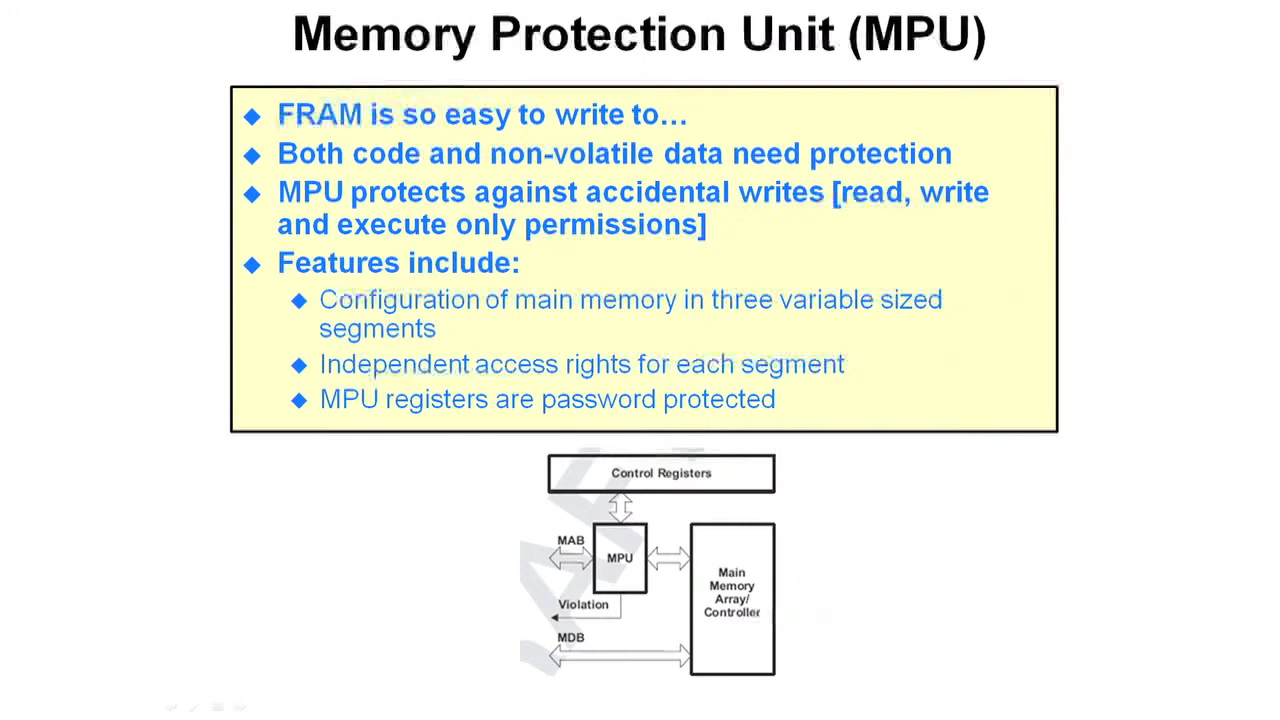 Memory Protection Unit (MPU)
FRAM is so easy to write to…
Both code and non-volatile data need protection
MPU protects against accidental writes [read, write
and execute only permissions]
Features include:
Configuration of main memory in three variable sized
segments
Independent access rights for each segment
MPU registers are password protected
Control Registers
MAB
MPU
Main
Memory
Array/
Controller
Violation
MDB